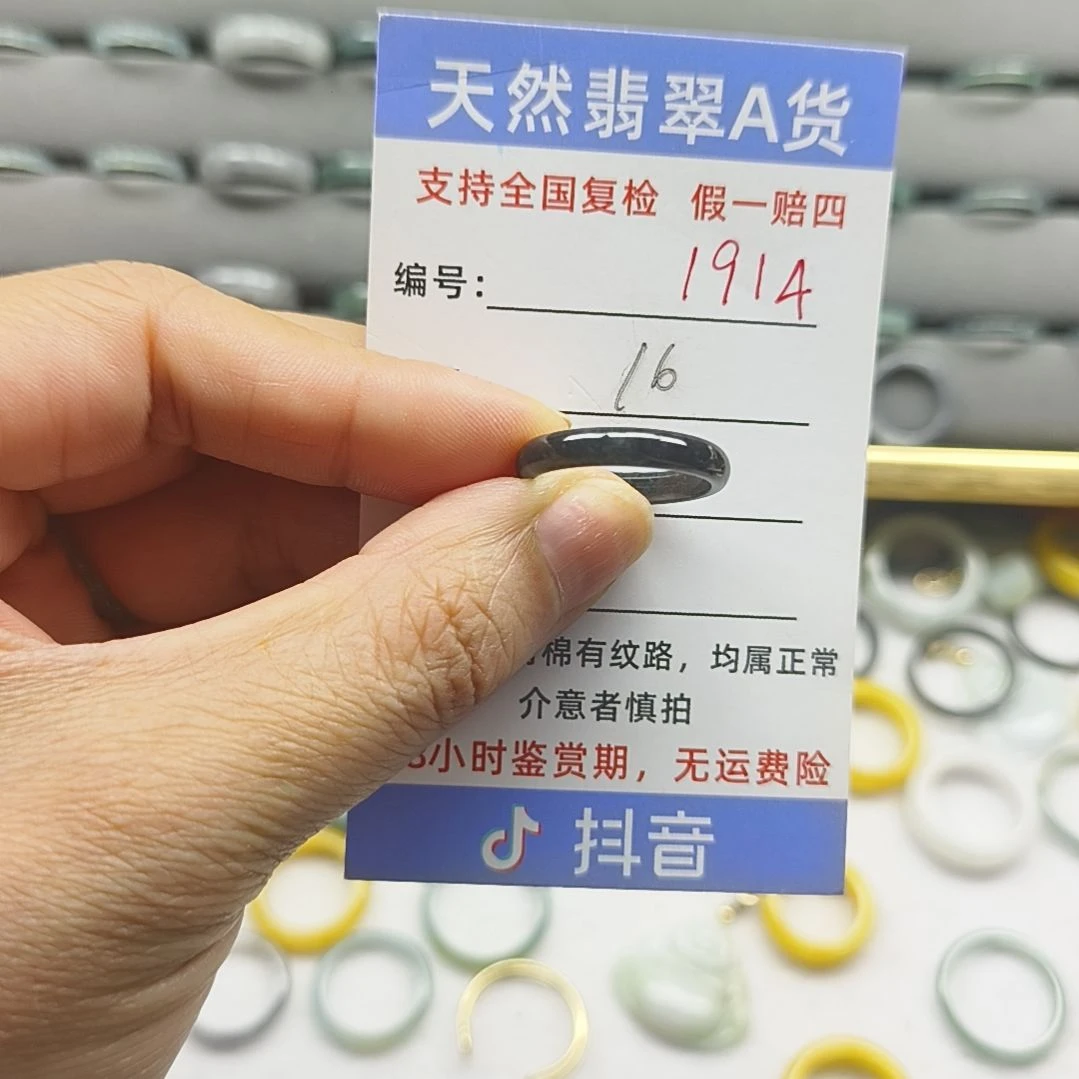 天然翡翠A货
支持全国复检 假一赔四
编号： 1914
16
棉有纹路，均属正常
介意者慎拍
小时鉴赏期，无运费险
抖音